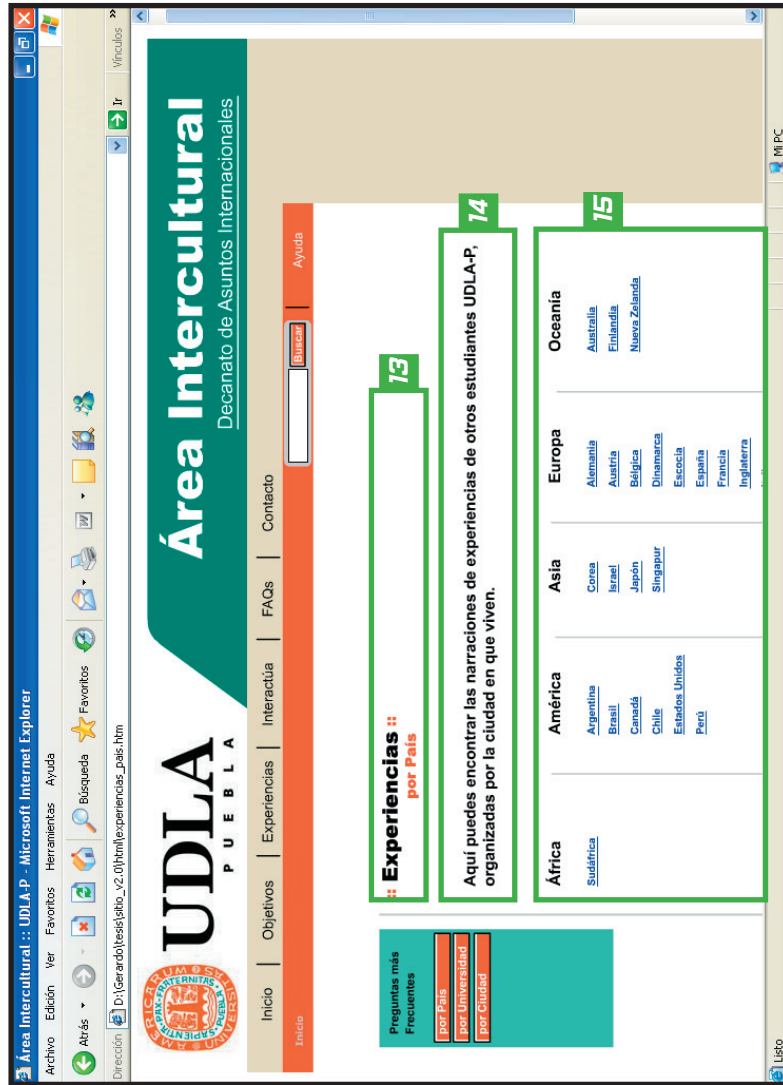 Área Intercultural :: UDLA-P - Microsoft Internet Explorer
Archivo Edición Ver Favoritos Herramientas Ayuda
Atrás Búsqueda Favoritos
Dirección D:\Gerardo\tesis\sitio_v2.0\html\experiencias_pais.htm Ir Vínculos »
UDLA
PUEBLA
Área Intercultural
Decanato de Asuntos Internacionales
Inicio Objetivos Experiencias Interactúa FAQs Contacto
Inicio Buscar Ayuda
Preguntas más
Frecuentes
por País
por Universidad
por Ciudad
:: Experiencias ::
por País
13
Aquí puedes encontrar las narraciones de experiencias de otros estudiantes UDLA-P,
organizadas por la ciudad en que viven.
14
15
África
Sudáfrica
América
Argentina
Brasil
Canadá
Chile
Estados Unidos
Perú
Asia
Corea
Israel
Japón
Singapur
Europa
Alemania
Austria
Bélgica
Dinamarca
Escocia
España
Francia
Inglaterra
Oceanía
Australia
Finlandia
Nueva Zelanda
Listo Mi PC